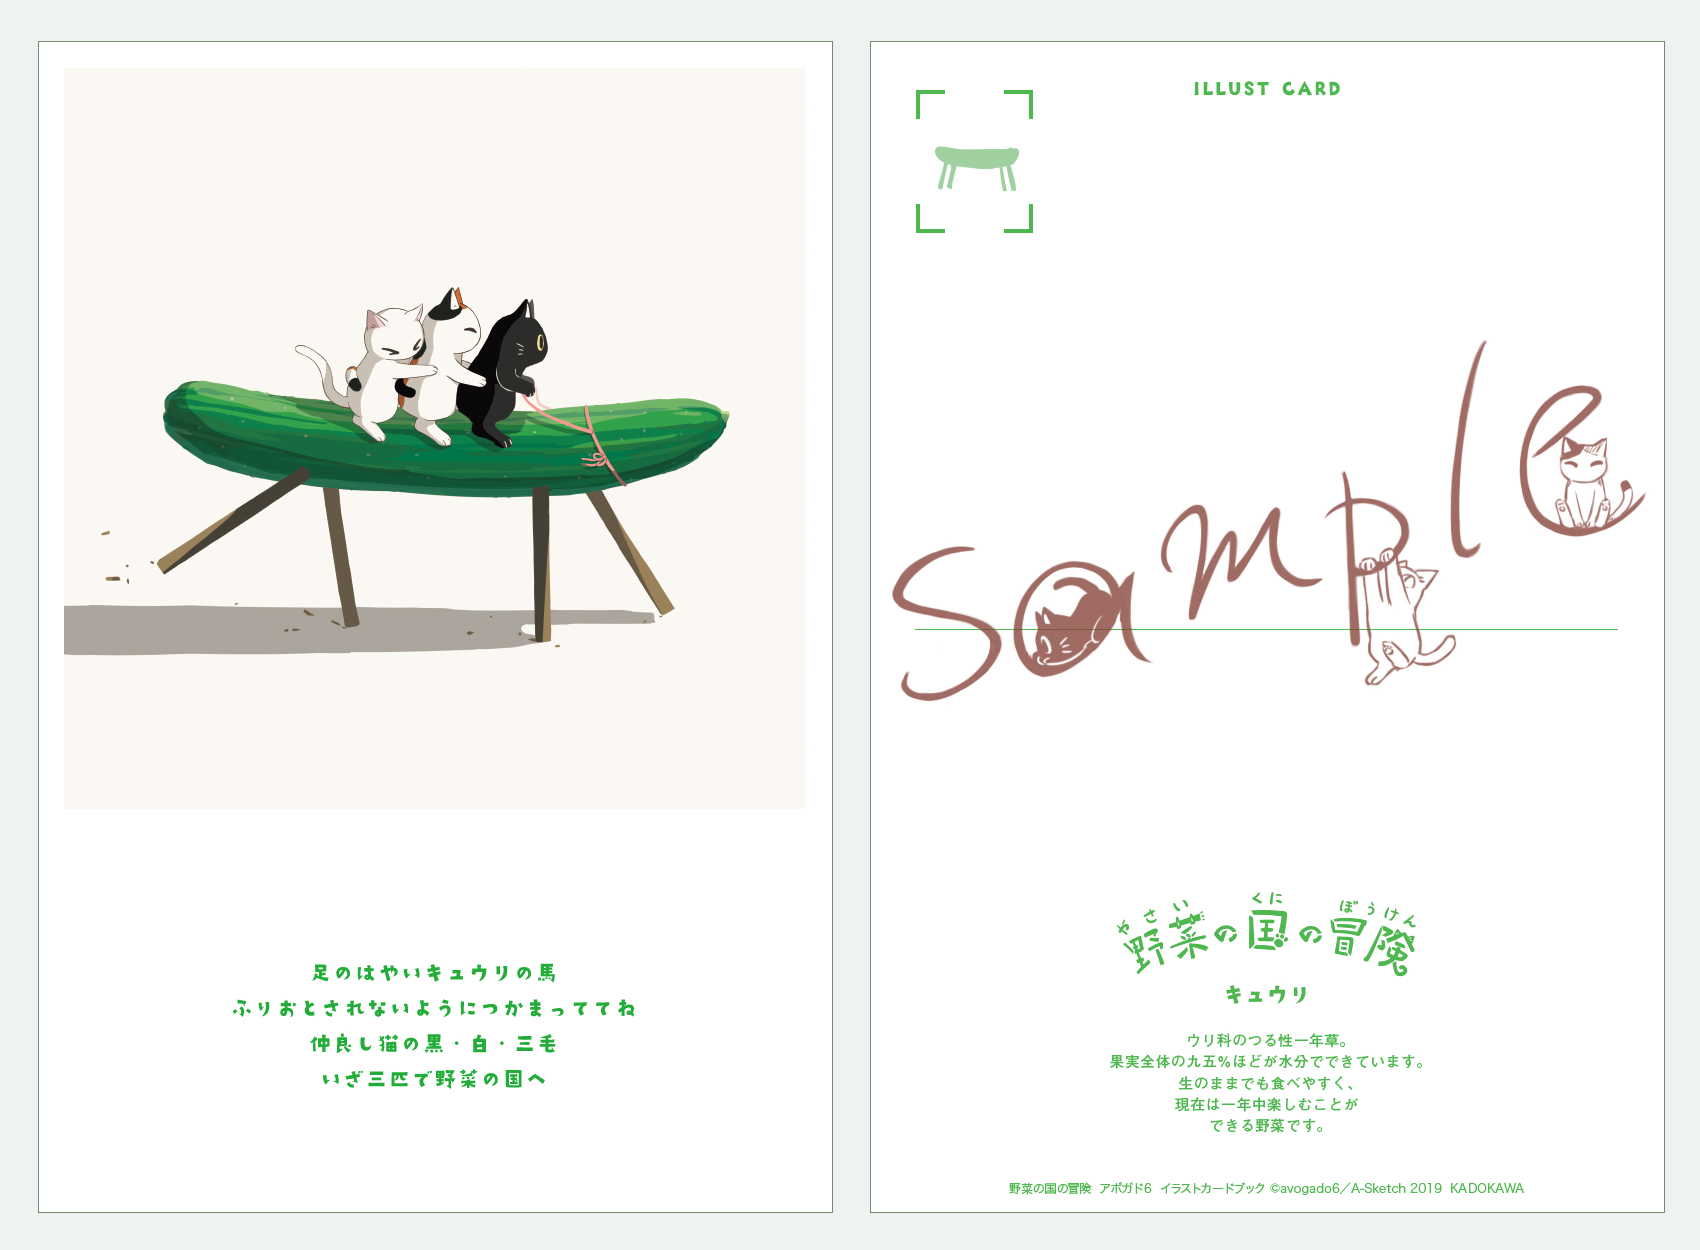 足のはやいキュウリの馬
ふりおとされないようにつかまっててね
仲良し猫の黒・白・三毛
いざ三匹で野菜の国へ
ILLUST CARD
sample
やさい くに ぼうけん
野菜の国の冒険
キュウリ
ウリ科のつる性一年草。
果実全体の九五%ほどが水分でできています。
生のままでも食べやすく、
現在は一年中楽しむことが
できる野菜です。
野菜の国の冒険 アボガド6 イラストカードブック ©avogado6／A-Sketch 2019 KADOKAWA